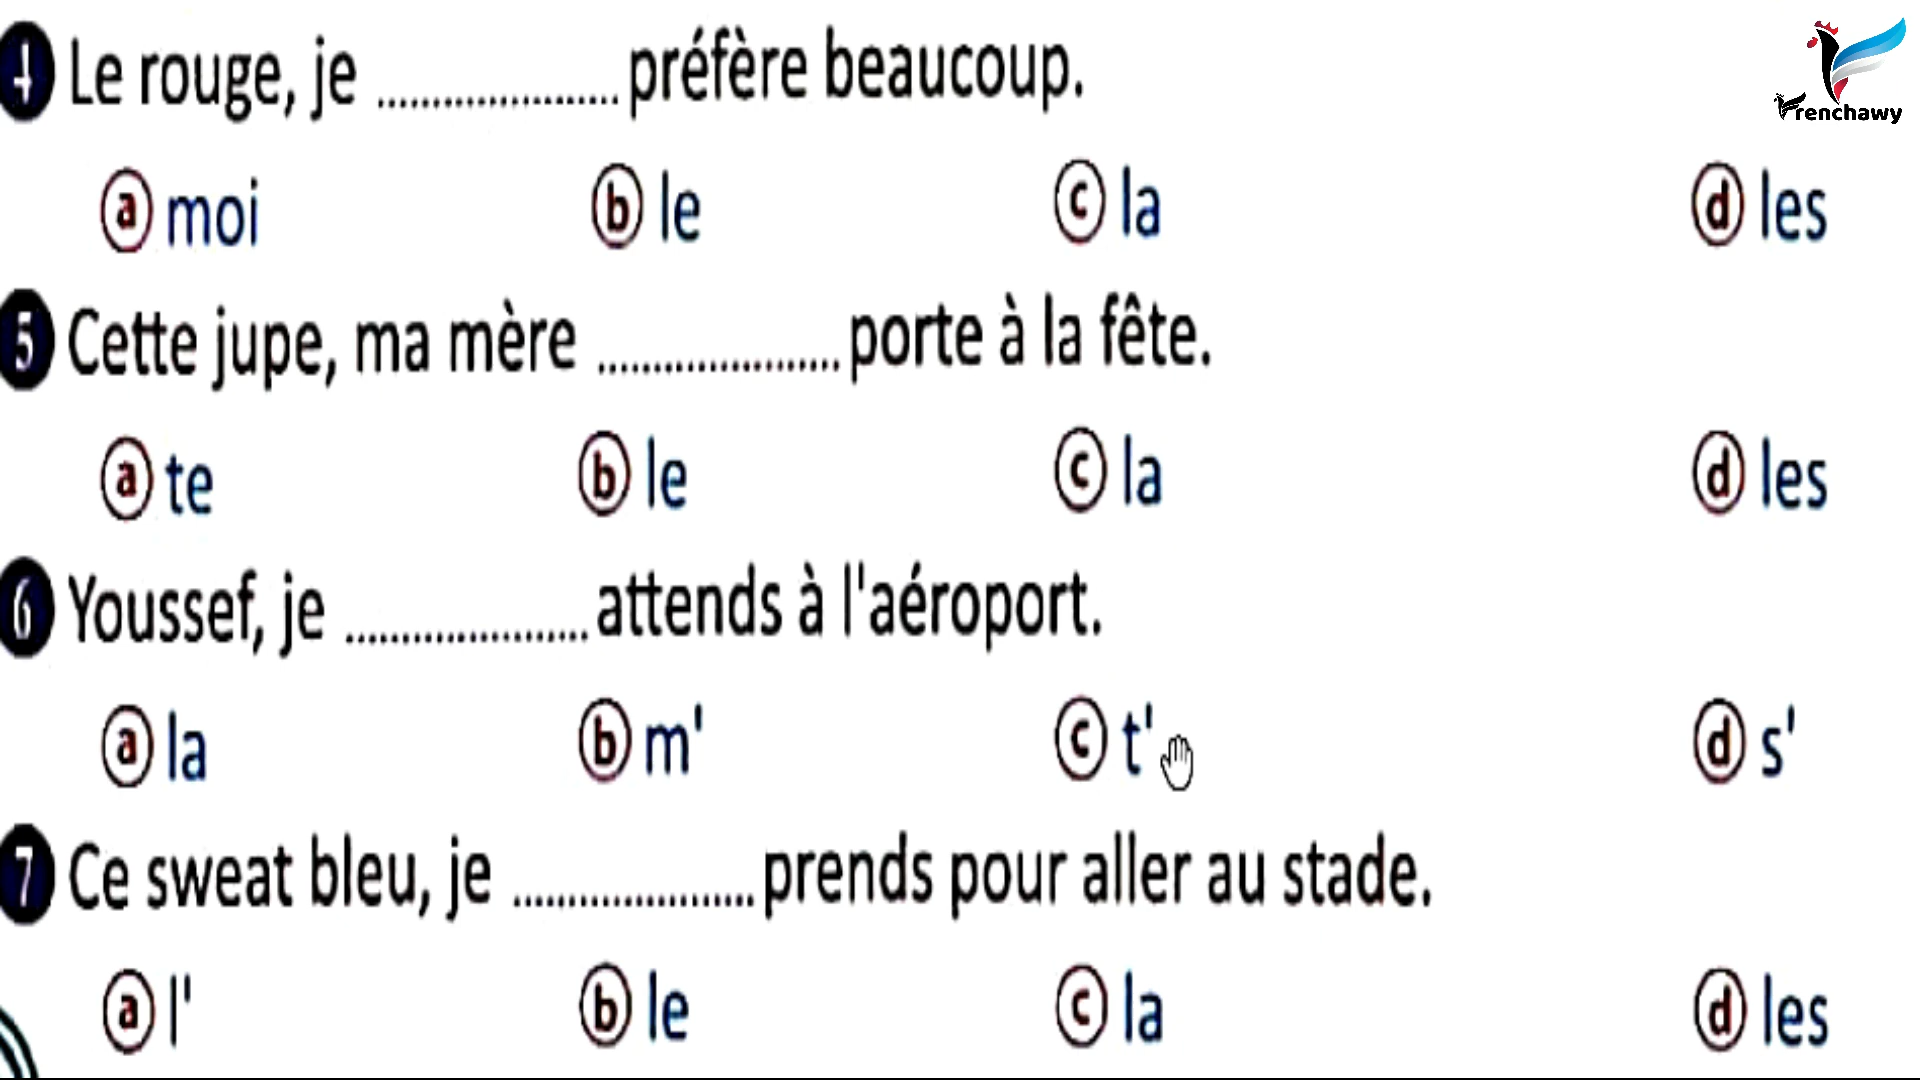 4 Le rouge, je ..................... préfère beaucoup.
a moi b le c la d les
5 Cette jupe, ma mère ..................... porte à la fête.
a te b le c la d les
6 Youssef, je ..................... attends à l'aéroport.
a la b m' c t' d s'
7 Ce sweat bleu, je ..................... prends pour aller au stade.
a l' b le c la d les
Frenchawy